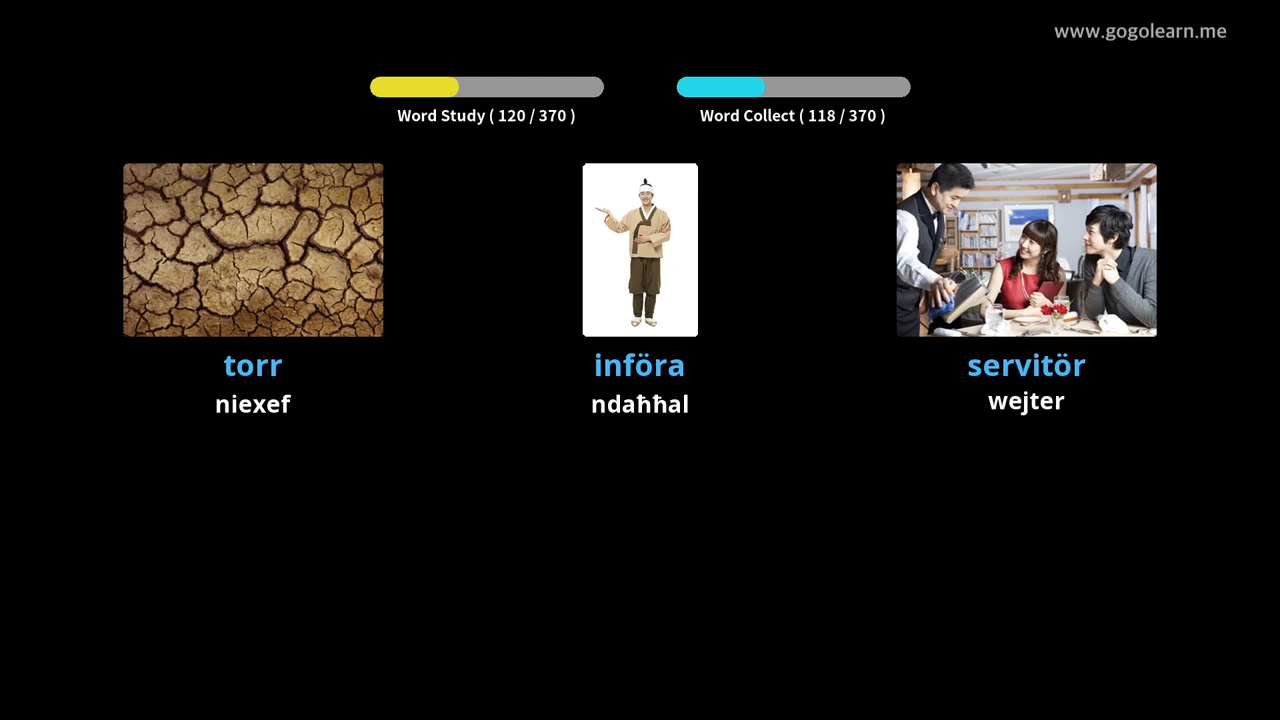 www.gogolearn.me
Word Study ( 120 / 370 )
Word Collect ( 118 / 370 )
torr
niexef
införa
ndaħħal
servitör
wejter